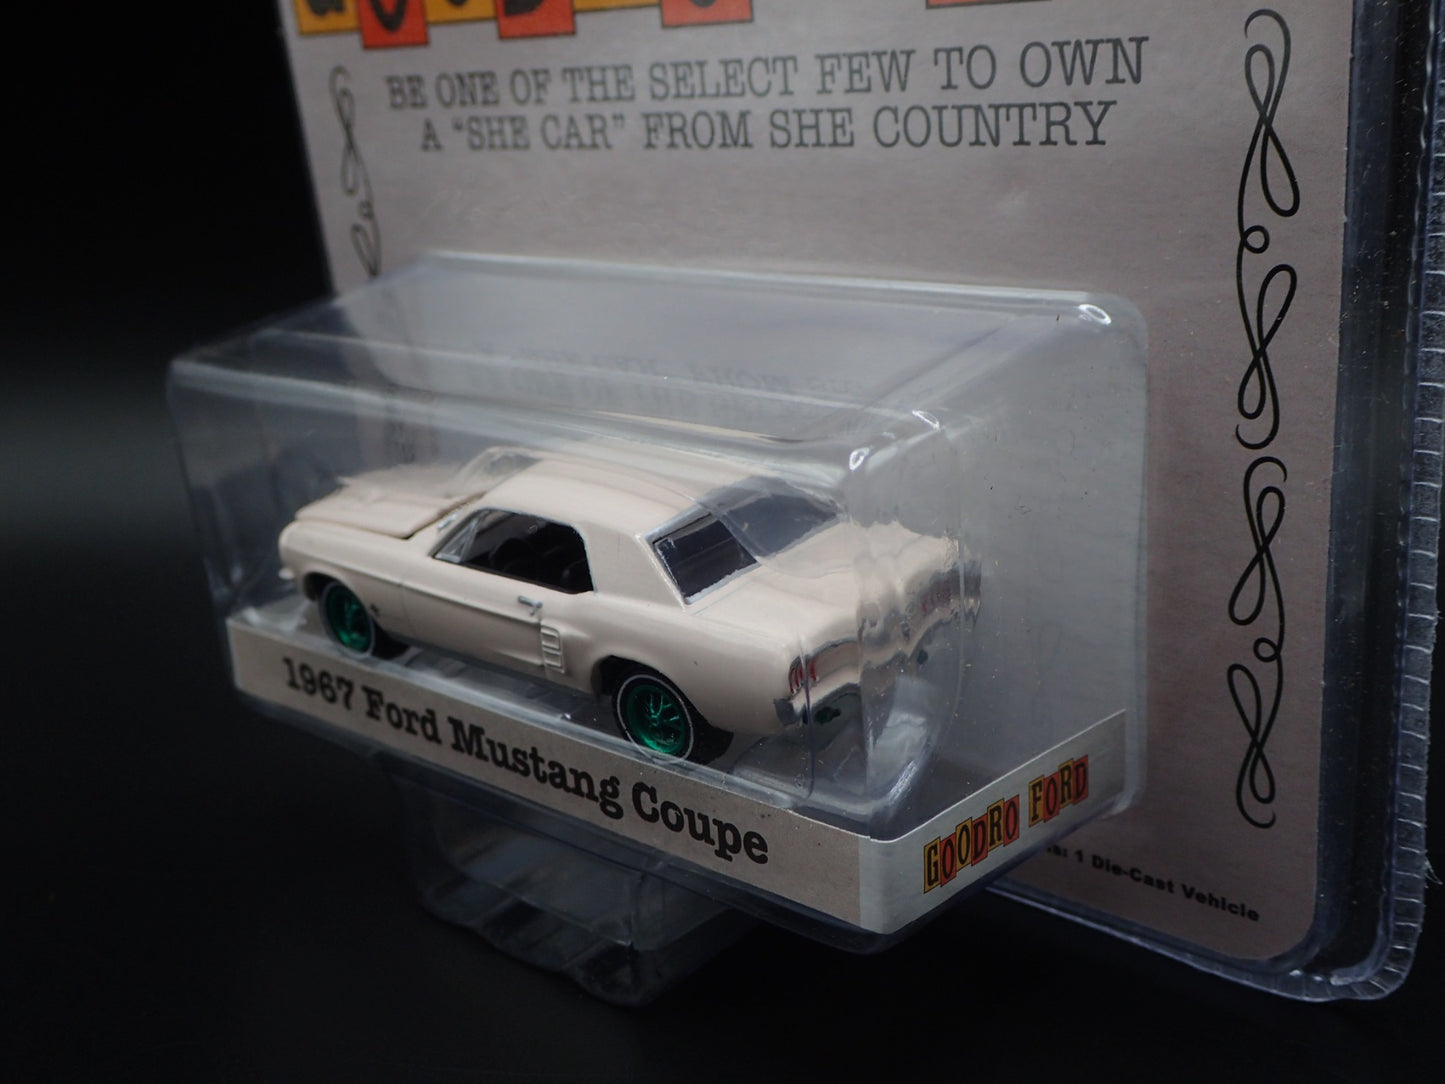 BE ONE OF THE SELECT FEW TO OWN
A "SHE CAR" FROM SHE COUNTRY
1967 Ford Mustang Coupe
GOODRO FORD
1 Die-Cast Vehicle